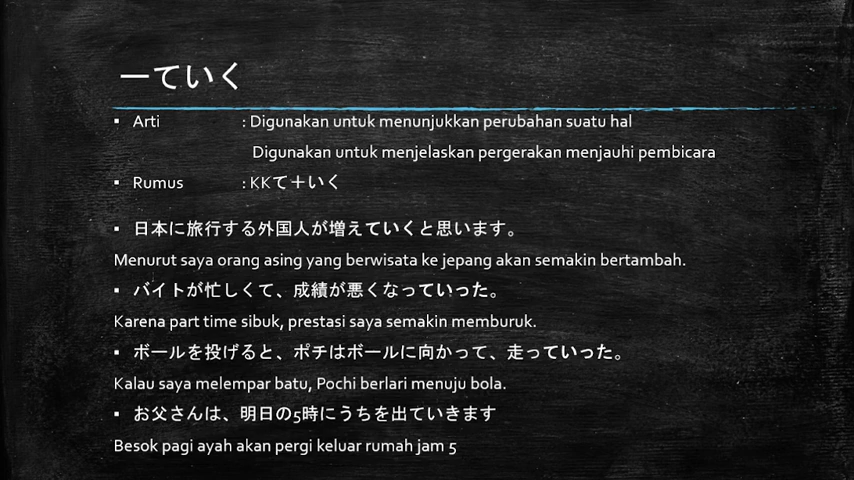 ーていく
▪ Arti : Digunakan untuk menunjukkan perubahan suatu hal
Digunakan untuk menjelaskan pergerakan menjauhi pembicara
▪ Rumus : KKて＋いく
▪ 日本に旅行する外国人が増えていくと思います。
Menurut saya orang asing yang berwisata ke jepang akan semakin bertambah.
▪ バイトが忙しくて、成績が悪くなっていった。
Karena part time sibuk, prestasi saya semakin memburuk.
▪ ボールを投げると、ポチはボールに向かって、走っていった。
Kalau saya melempar batu, Pochi berlari menuju bola.
▪ お父さんは、明日の5時にうちを出ていきます
Besok pagi ayah akan pergi keluar rumah jam 5